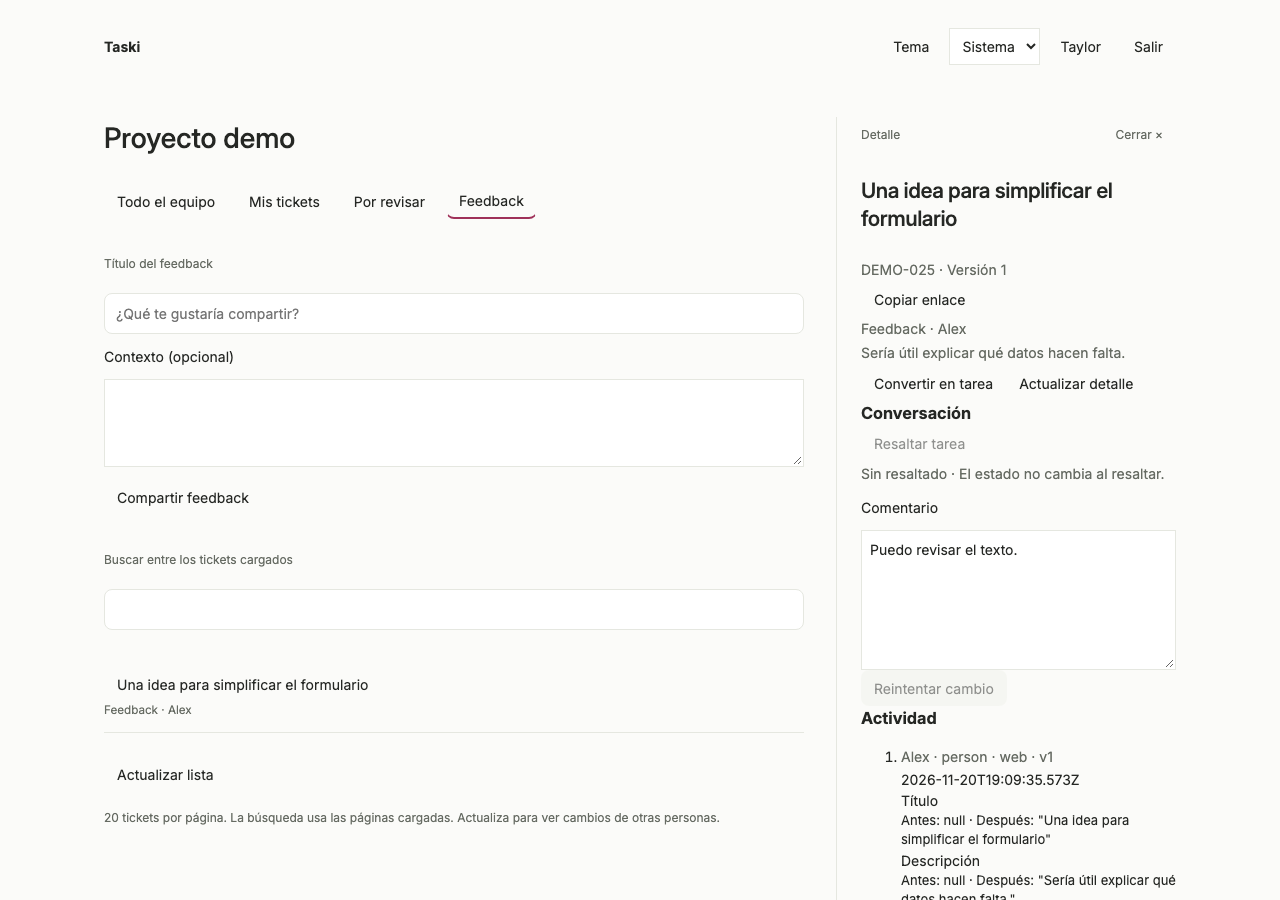 Taski
Tema
Sistema
Taylor
Salir
Proyecto demo
Todo el equipo
Mis tickets
Por revisar
Feedback
Título del feedback
¿Qué te gustaría compartir?
Contexto (opcional)
Compartir feedback
Buscar entre los tickets cargados
Una idea para simplificar el formulario
Feedback · Alex
Actualizar lista
20 tickets por página. La búsqueda usa las páginas cargadas. Actualiza para ver cambios de otras personas.
Detalle
Cerrar ×
Una idea para simplificar el
formulario
DEMO-025 · Versión 1
Copiar enlace
Feedback · Alex
Sería útil explicar qué datos hacen falta.
Convertir en tarea
Actualizar detalle
Conversación
Resaltar tarea
Sin resaltado · El estado no cambia al resaltar.
Comentario
Puedo revisar el texto.
Reintentar cambio
Actividad
1. Alex · person · web · v1
2026-11-20T19:09:35.573Z
Título
Antes: null · Después: "Una idea para
simplificar el formulario"
Descripción
Antes: null · Después: "Sería útil explicar qué
datos hacen falta."